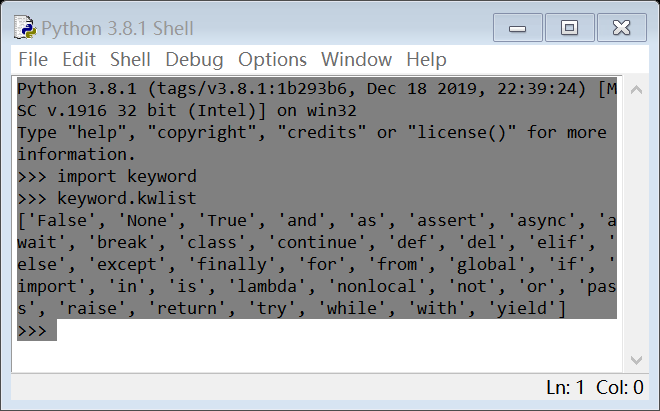 Python 3.8.1 Shell
File Edit Shell Debug Options Window Help
Python 3.8.1 (tags/v3.8.1:1b293b6, Dec 18 2019, 22:39:24) [M
SC v.1916 32 bit (Intel)] on win32
Type "help", "copyright", "credits" or "license()" for more
information.
>>> import keyword
>>> keyword.kwlist
['False', 'None', 'True', 'and', 'as', 'assert', 'async', 'a
wait', 'break', 'class', 'continue', 'def', 'del', 'elif', '
else', 'except', 'finally', 'for', 'from', 'global', 'if', '
import', 'in', 'is', 'lambda', 'nonlocal', 'not', 'or', 'pas
s', 'raise', 'return', 'try', 'while', 'with', 'yield']
>>>
Ln: 1 Col: 0